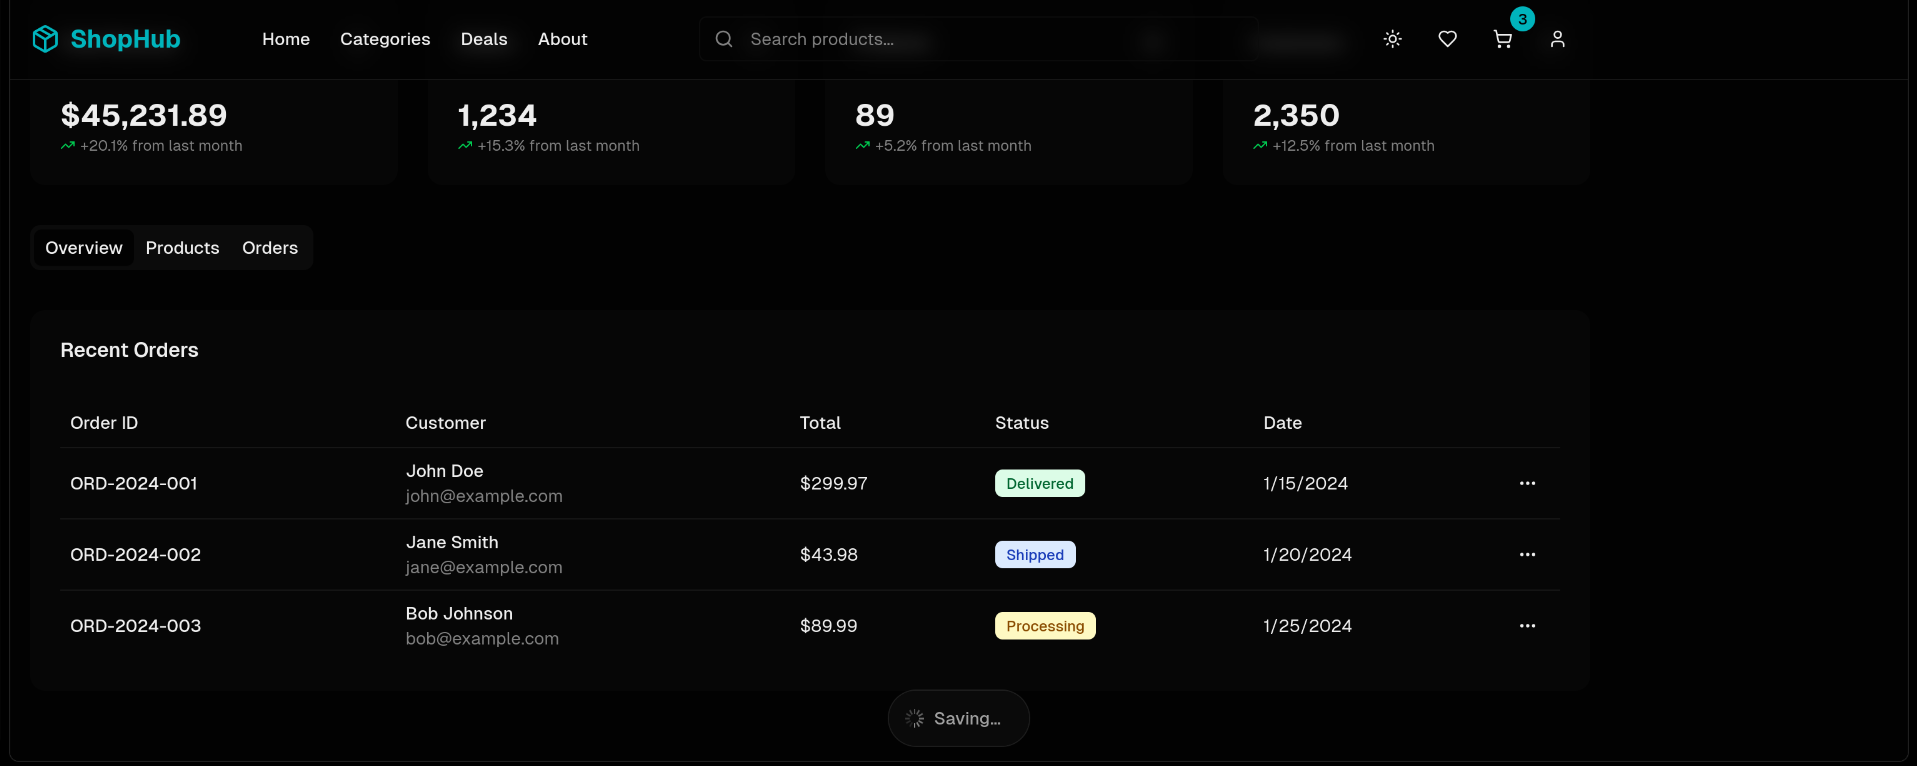 ShopHub Home Categories Deals About Search products... 3
$45,231.89 1,234 89 2,350
+20.1% from last month +15.3% from last month +5.2% from last month +12.5% from last month
Overview Products Orders
Recent Orders
Order ID Customer Total Status Date
ORD-2024-001 John Doe $299.97 Delivered 1/15/2024
john@example.com
ORD-2024-002 Jane Smith $43.98 Shipped 1/20/2024
jane@example.com
ORD-2024-003 Bob Johnson $89.99 Processing 1/25/2024
bob@example.com
Saving...